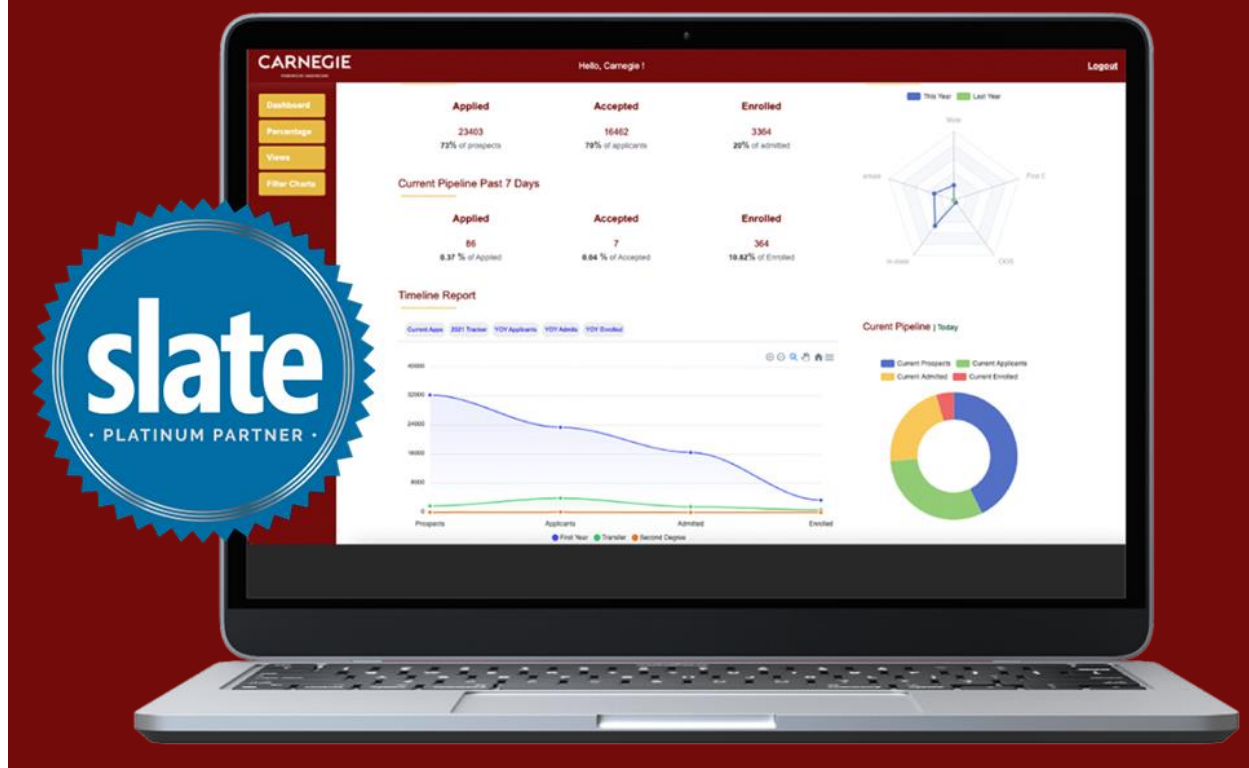 CARNEGIE
Hello, Carnegie !
Logout
Dashboard
Percentage
Views
Filter Charts
Applied
Accepted
Enrolled
23403
16462
3364
73% of prospects
70% of applicants
20% of admitted
Current Pipeline Past 7 Days
Applied
Accepted
Enrolled
86
7
364
0.37 % of Applied
0.04 % of Accepted
10.82% of Enrolled
Timeline Report
Current Apps
2021 Tracker
YOY Applicants
YOY Admits
YOY Enrolled
40000
32000
24000
16000
8000
0
Prospects
Applicants
Admitted
Enrolled
First Year
Transfer
Second Degree
This Year
Last Year
In-state
OOS
Curent Pipeline | Today
Current Prospects
Current Applicants
Current Admitted
Current Enrolled
slate
· PLATINUM PARTNER ·